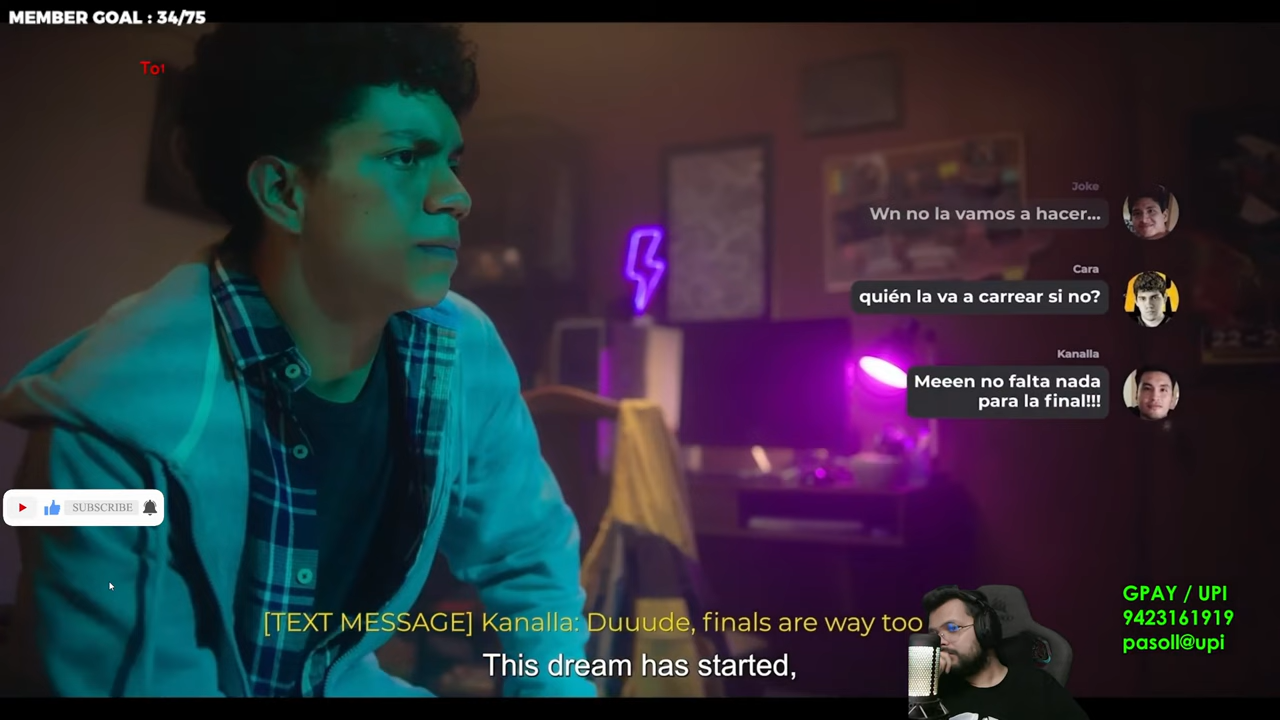 MEMBER GOAL : 34/75
Joke
Wn no la vamos a hacer...
Cara
quién la va a carrear si no?
Kanalla
Meeen no falta nada
para la final!!!
SUBSCRIBE
GPAY / UPI
9423161919
pasoll@upi
[TEXT MESSAGE] Kanalla: Duuude, finals are way too
This dream has started,